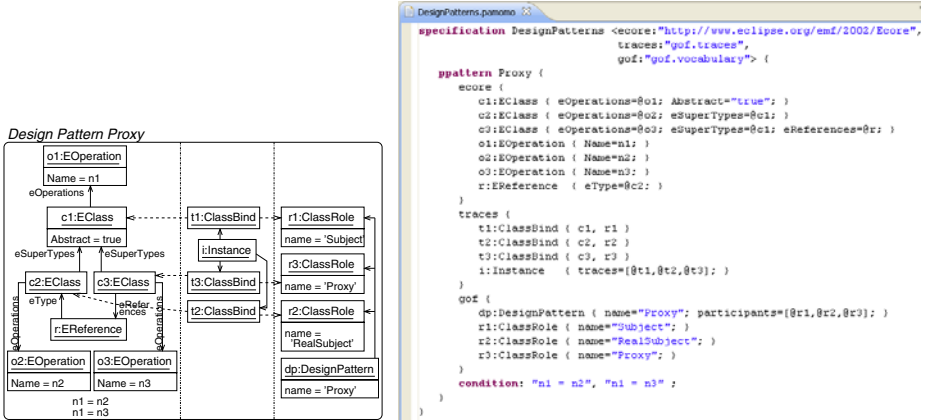 Design Pattern Proxy
o1:EOperation
Name = n1
eOperations
c1:EClass
Abstract = true
eSuperTypes
eSuperTypes
c2:EClass
c3:EClass
eType
eRefer
ences
eOperations
eOperations
r:EReference
o2:EOperation
Name = n2
o3:EOperation
Name = n3
n1 = n2
n1 = n3
t1:ClassBind
i:Instance
t3:ClassBind
t2:ClassBind
r1:ClassRole
name = 'Subject'
r3:ClassRole
name = 'Proxy'
r2:ClassRole
name =
'RealSubject'
dp:DesignPattern
name = 'Proxy'
DesignPatterns.pamomo
specification DesignPatterns <ecore:"http://www.eclipse.org/emf/2002/Ecore",
traces:"gof.traces",
gof:"gof.vocabulary"> {
ppattern Proxy {
ecore {
c1:EClass { eOperations=@o1; Abstract="true"; }
c2:EClass { eOperations=@o2; eSuperTypes=@c1; }
c3:EClass { eOperations=@o3; eSuperTypes=@c1; eReferences=@r; }
o1:EOperation { Name=n1; }
o2:EOperation { Name=n2; }
o3:EOperation { Name=n3; }
r:EReference { eType=@c2; }
}
traces {
t1:ClassBind { c1, r1 }
t2:ClassBind { c2, r2 }
t3:ClassBind { c3, r3 }
i:Instance { traces=[@t1,@t2,@t3]; }
}
gof {
dp:DesignPattern { name="Proxy"; participants=[@r1,@r2,@r3]; }
r1:ClassRole { name="Subject"; }
r2:ClassRole { name="RealSubject"; }
r3:ClassRole { name="Proxy"; }
}
condition: "n1 = n2", "n1 = n3" ;
}
}